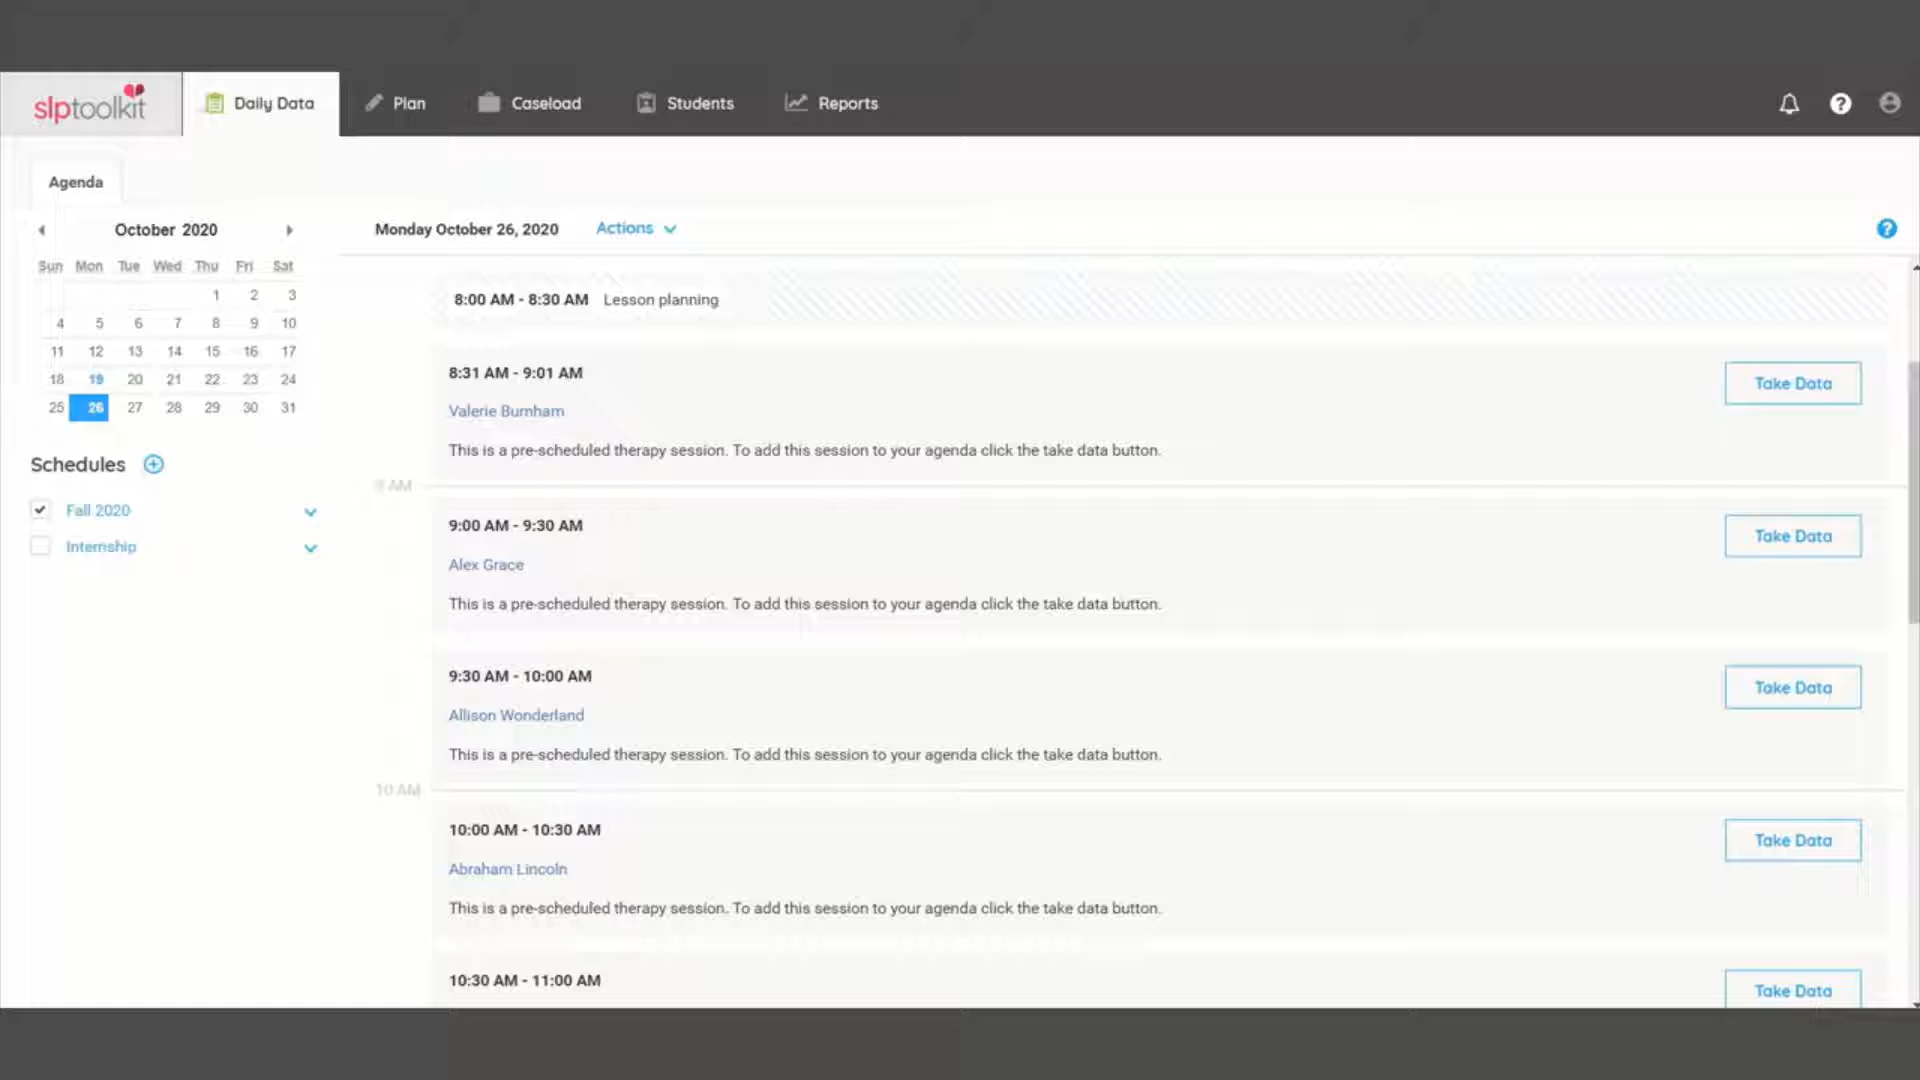 slptoolkit
Daily Data
Plan
Caseload
Students
Reports
?
Agenda
October 2020
Sun Mon Tue Wed Thu Fri Sat
1 2 3
4 5 6 7 8 9 10
11 12 13 14 15 16 17
18 19 20 21 22 23 24
25 26 27 28 29 30 31
Schedules
Fall 2020
Internship
Monday October 26, 2020 Actions
?
8:00 AM - 8:30 AM Lesson planning
8:31 AM - 9:01 AM
Take Data
Valerie Burnham
This is a pre-scheduled therapy session. To add this session to your agenda click the take data button.
9 AM
9:00 AM - 9:30 AM
Take Data
Alex Grace
This is a pre-scheduled therapy session. To add this session to your agenda click the take data button.
9:30 AM - 10:00 AM
Take Data
Allison Wonderland
This is a pre-scheduled therapy session. To add this session to your agenda click the take data button.
10 AM
10:00 AM - 10:30 AM
Take Data
Abraham Lincoln
This is a pre-scheduled therapy session. To add this session to your agenda click the take data button.
10:30 AM - 11:00 AM
Take Data